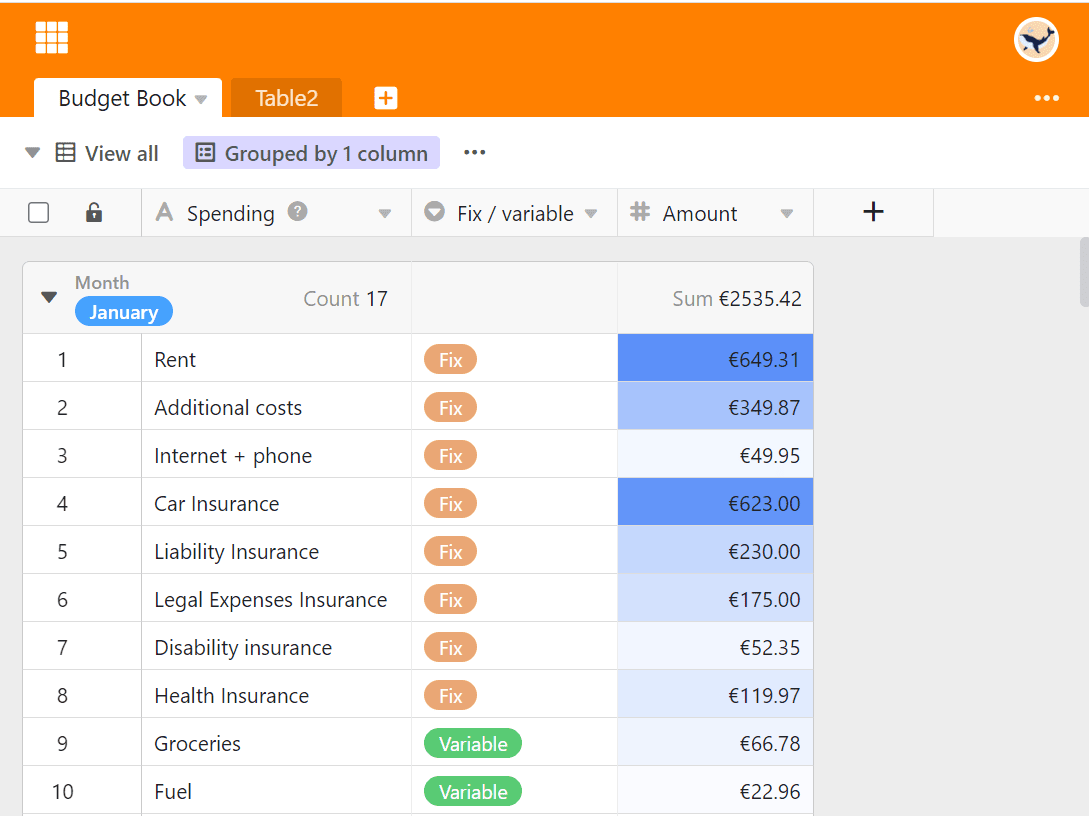 Budget Book Table2
View all Grouped by 1 column
A Spending ? Fix / variable # Amount +
Month
January Count 17 Sum €2535.42
1 Rent Fix €649.31
2 Additional costs Fix €349.87
3 Internet + phone Fix €49.95
4 Car Insurance Fix €623.00
5 Liability Insurance Fix €230.00
6 Legal Expenses Insurance Fix €175.00
7 Disability insurance Fix €52.35
8 Health Insurance Fix €119.97
9 Groceries Variable €66.78
10 Fuel Variable €22.96